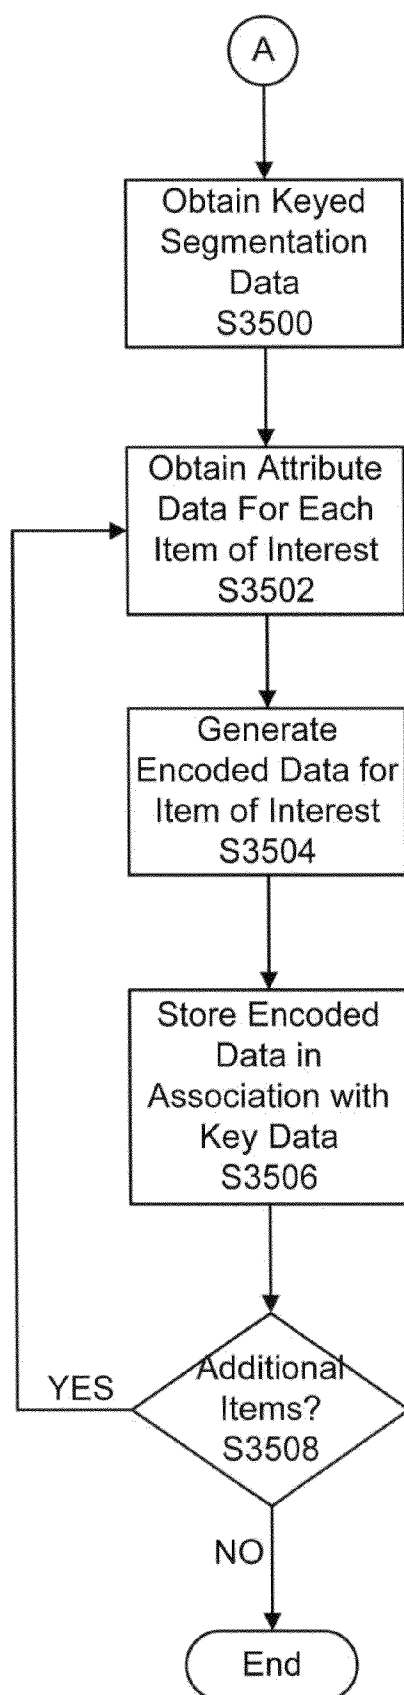 A
Obtain Keyed
Segmentation
Data
S3500
Obtain Attribute
Data For Each
Item of Interest
S3502
Generate
Encoded Data for
Item of Interest
S3504
Store Encoded
Data in
Association with
Key Data
S3506
Additional
Items?
S3508
YES
NO
End